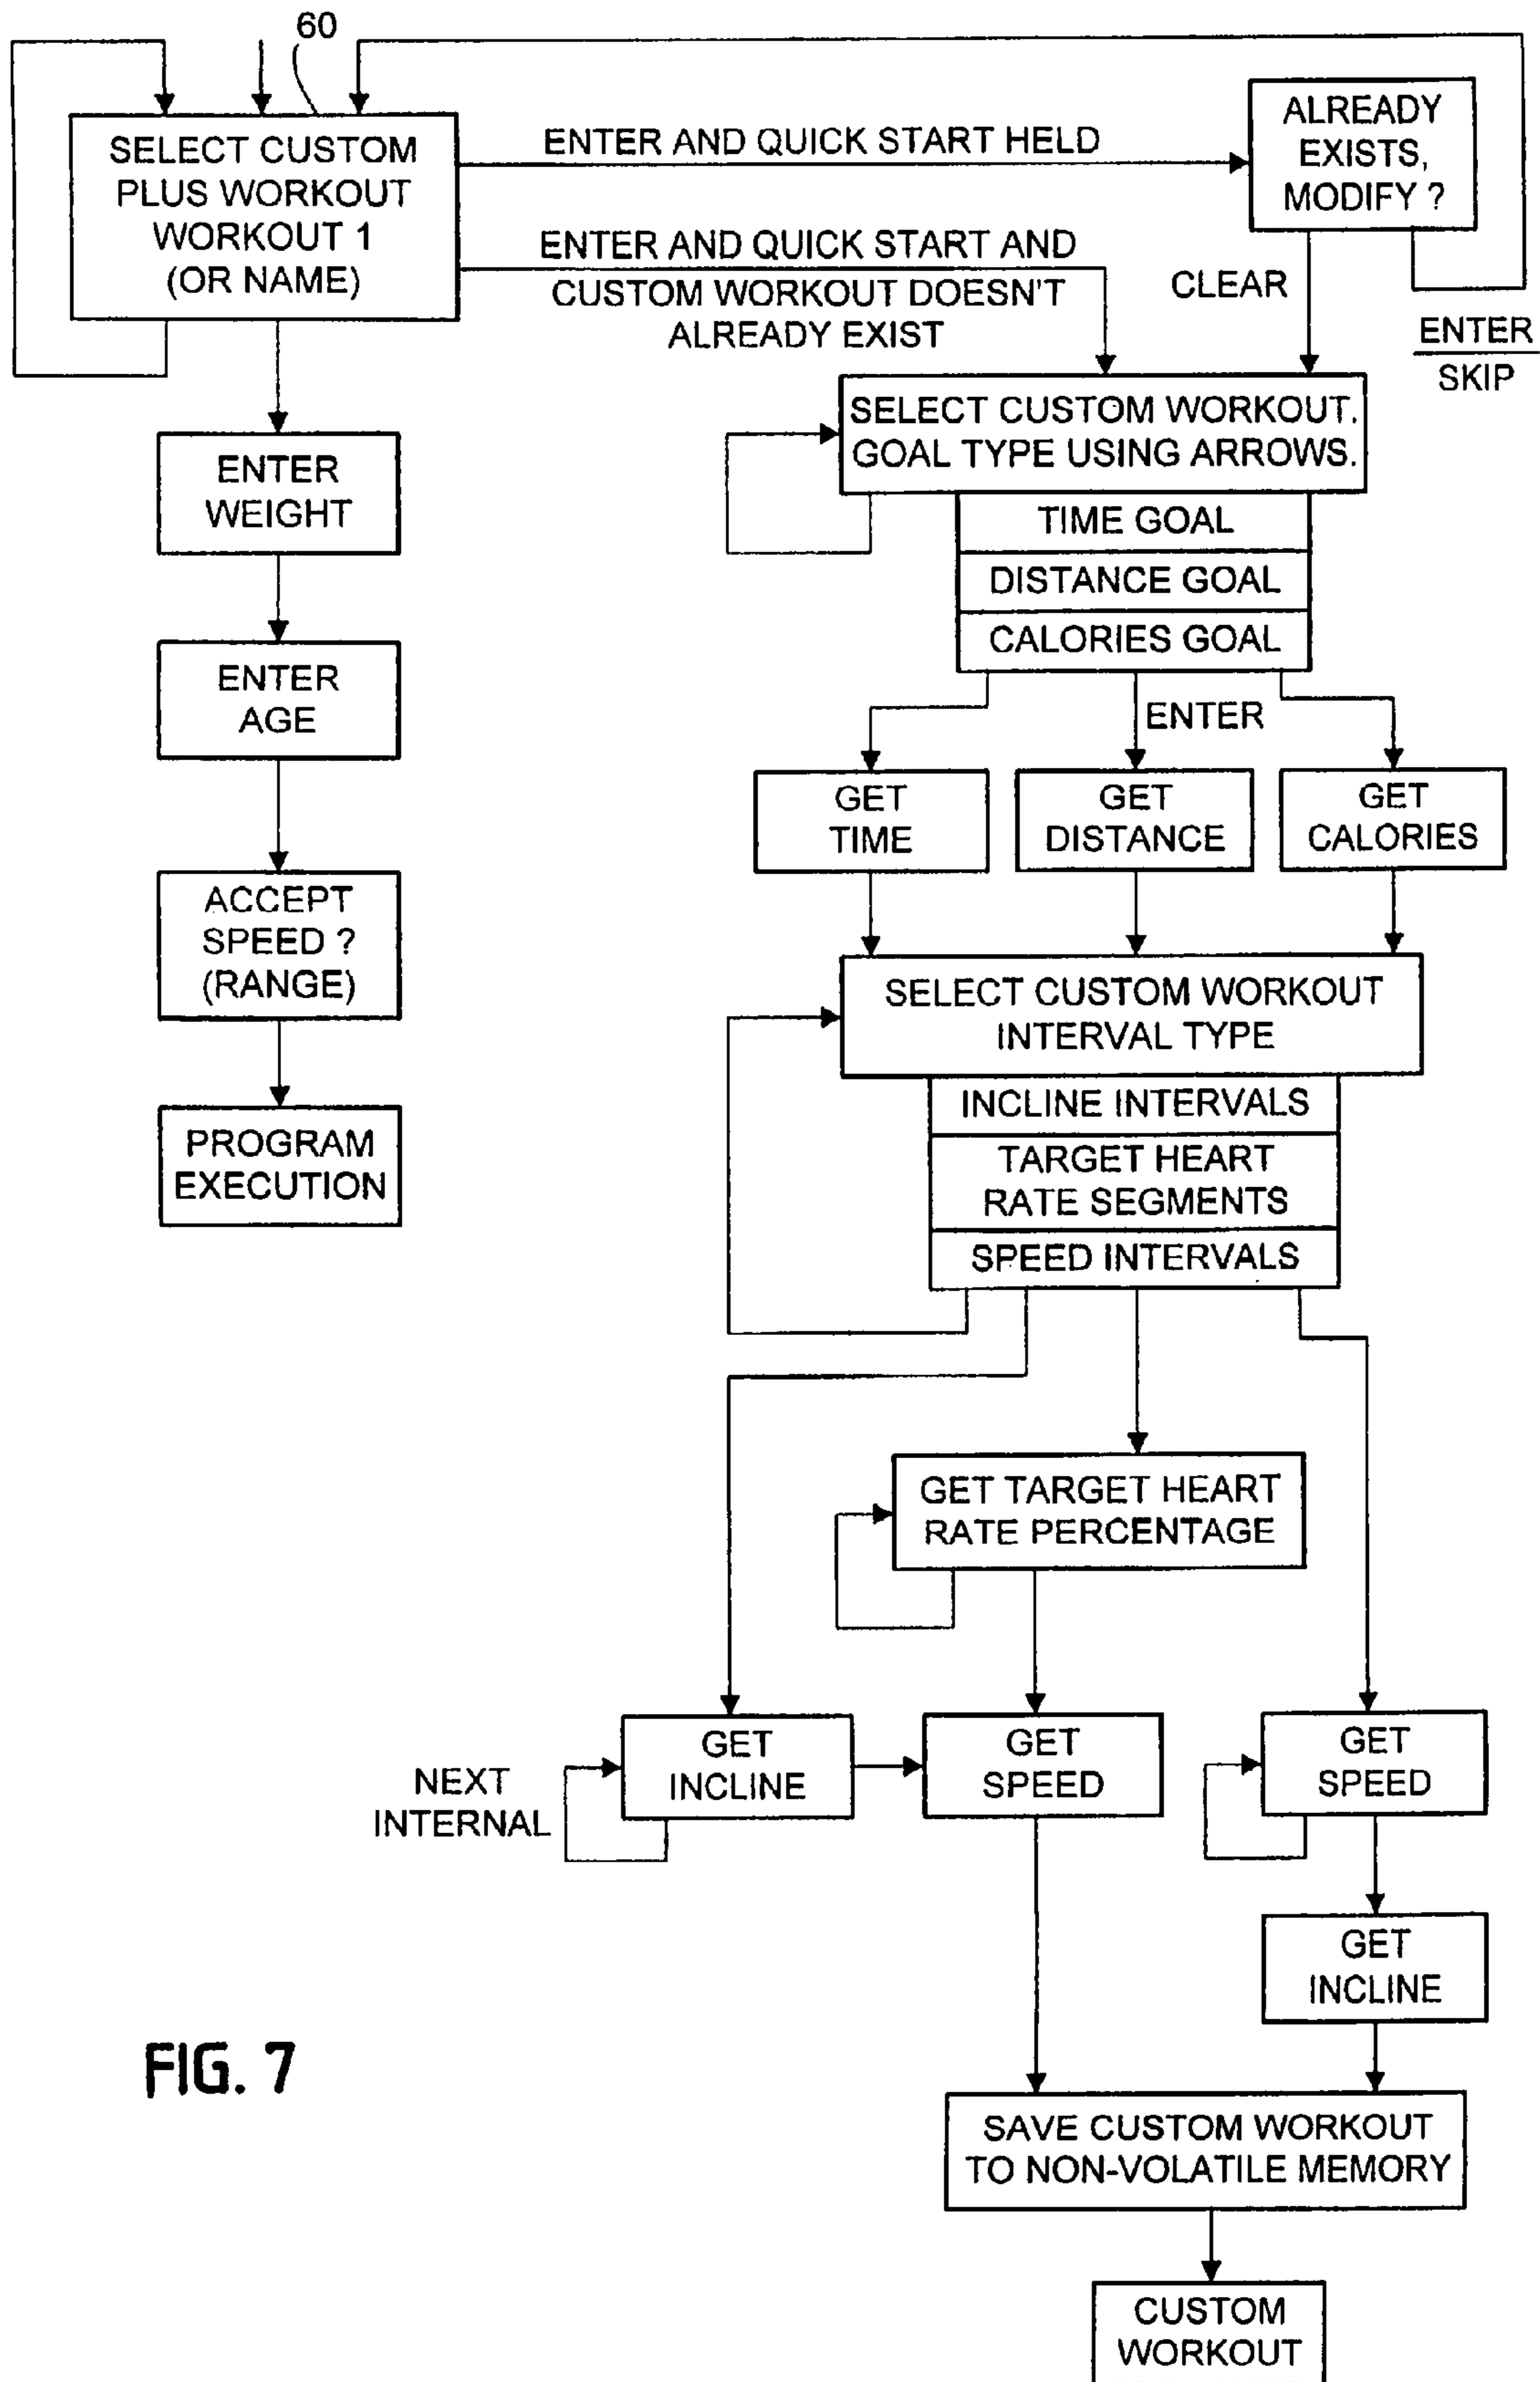 60
SELECT CUSTOM
PLUS WORKOUT
WORKOUT 1
(OR NAME)
ENTER AND QUICK START HELD
ALREADY
EXISTS,
MODIFY ?
ENTER AND QUICK START AND
CUSTOM WORKOUT DOESN'T
ALREADY EXIST
CLEAR
ENTER
SKIP
SELECT CUSTOM WORKOUT.
GOAL TYPE USING ARROWS.
TIME GOAL
DISTANCE GOAL
CALORIES GOAL
ENTER
WEIGHT
ENTER
AGE
ACCEPT
SPEED ?
(RANGE)
PROGRAM
EXECUTION
ENTER
GET
TIME
GET
DISTANCE
GET
CALORIES
SELECT CUSTOM WORKOUT
INTERVAL TYPE
INCLINE INTERVALS
TARGET HEART
RATE SEGMENTS
SPEED INTERVALS
GET TARGET HEART
RATE PERCENTAGE
NEXT
INTERNAL
GET
INCLINE
GET
SPEED
GET
SPEED
GET
INCLINE
SAVE CUSTOM WORKOUT
TO NON-VOLATILE MEMORY
CUSTOM
WORKOUT
FIG. 7